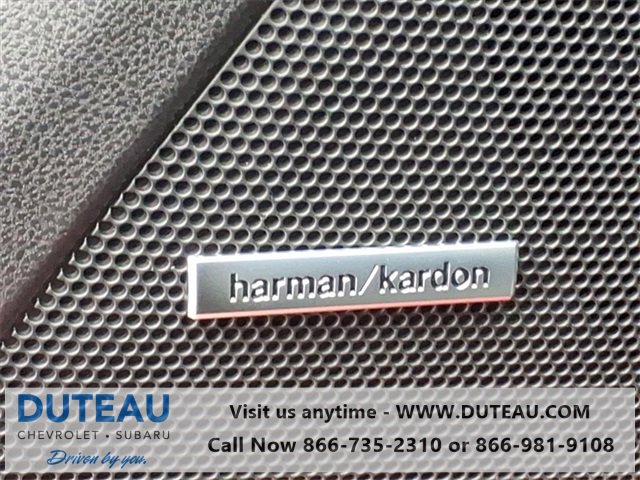 harman/kardon
DUTEAU
CHEVROLET • SUBARU
Driven by you.
Visit us anytime - WWW.DUTEAU.COM
Call Now 866-735-2310 or 866-981-9108